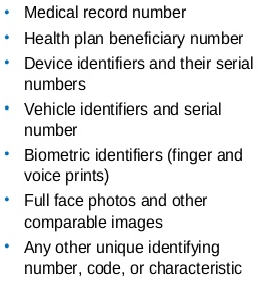 • Medical record number
• Health plan beneficiary number
• Device identifiers and their serial
numbers
• Vehicle identifiers and serial
number
• Biometric identifiers (finger and
voice prints)
• Full face photos and other
comparable images
• Any other unique identifying
number, code, or characteristic